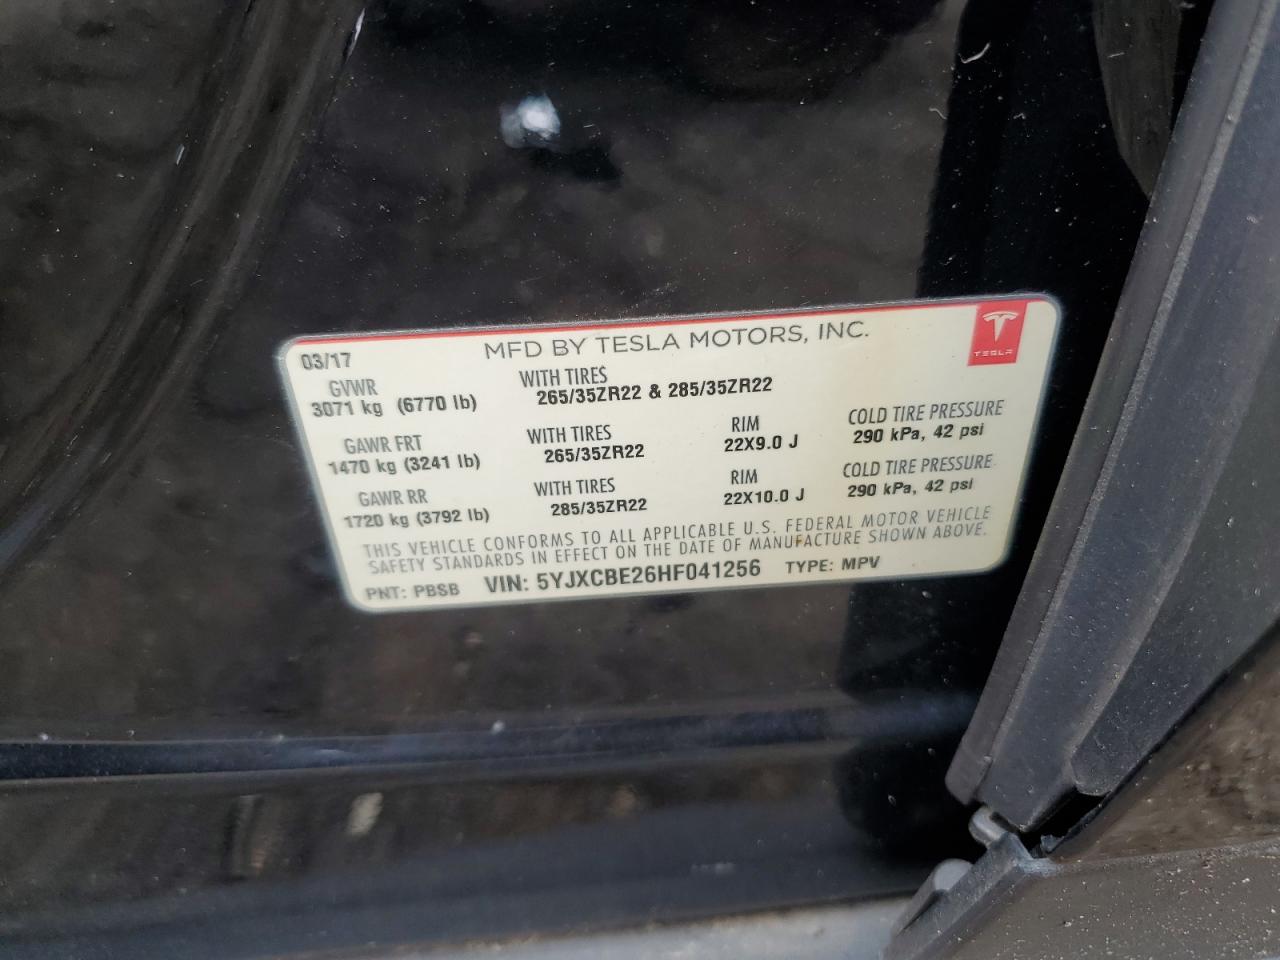 03/17 MFD BY TESLA MOTORS, INC. TESLA
GVWR WITH TIRES
3071 kg (6770 lb) 265/35ZR22 & 285/35ZR22
GAWR FRT WITH TIRES RIM COLD TIRE PRESSURE
1470 kg (3241 lb) 265/35ZR22 22X9.0 J 290 kPa, 42 psi
GAWR RR WITH TIRES RIM COLD TIRE PRESSURE
1720 kg (3792 lb) 285/35ZR22 22X10.0 J 290 kPa, 42 psi
THIS VEHICLE CONFORMS TO ALL APPLICABLE U.S. FEDERAL MOTOR VEHICLE
SAFETY STANDARDS IN EFFECT ON THE DATE OF MANUFACTURE SHOWN ABOVE.
PNT: PBSB VIN: 5YJXCBE26HF041256 TYPE: MPV